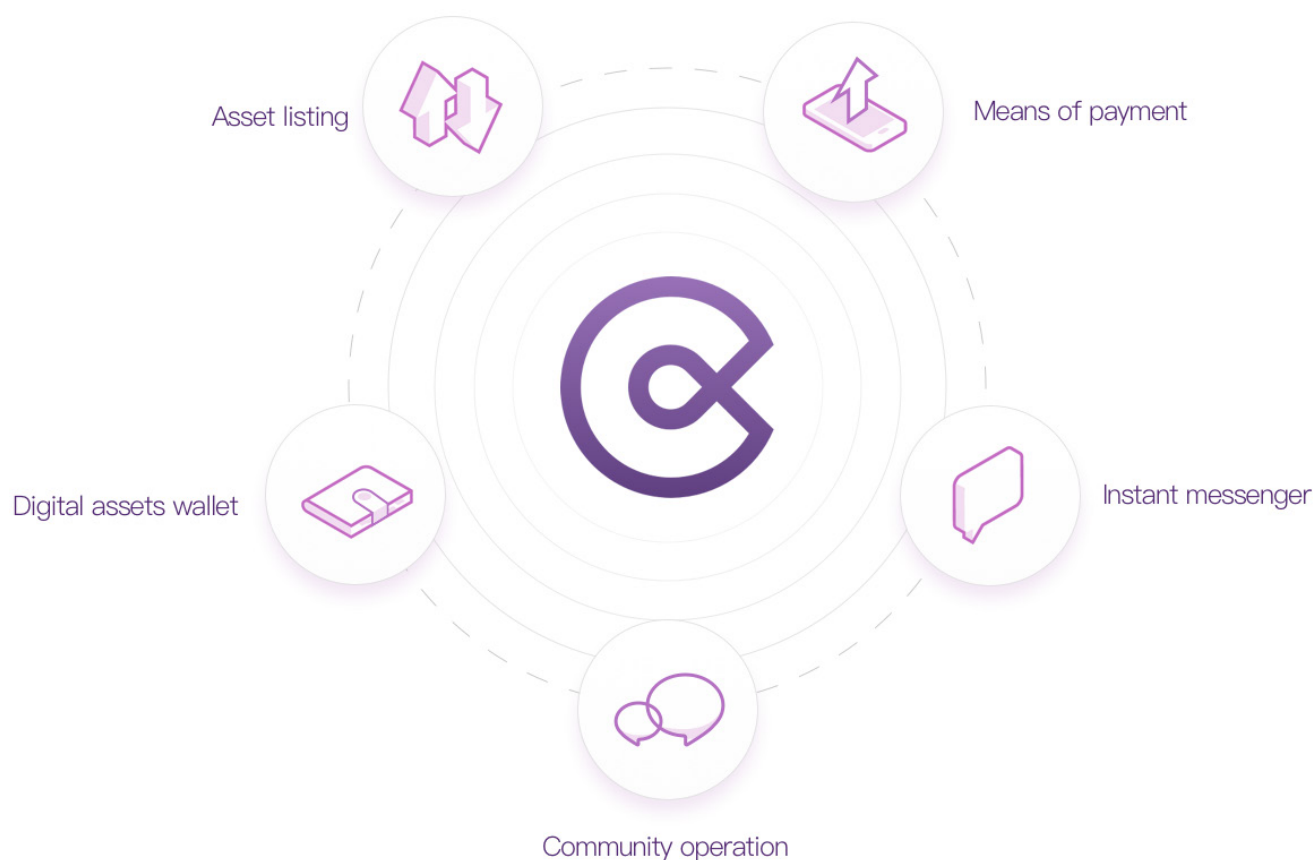 Asset listing
Means of payment
Digital assets wallet
Instant messenger
Community operation